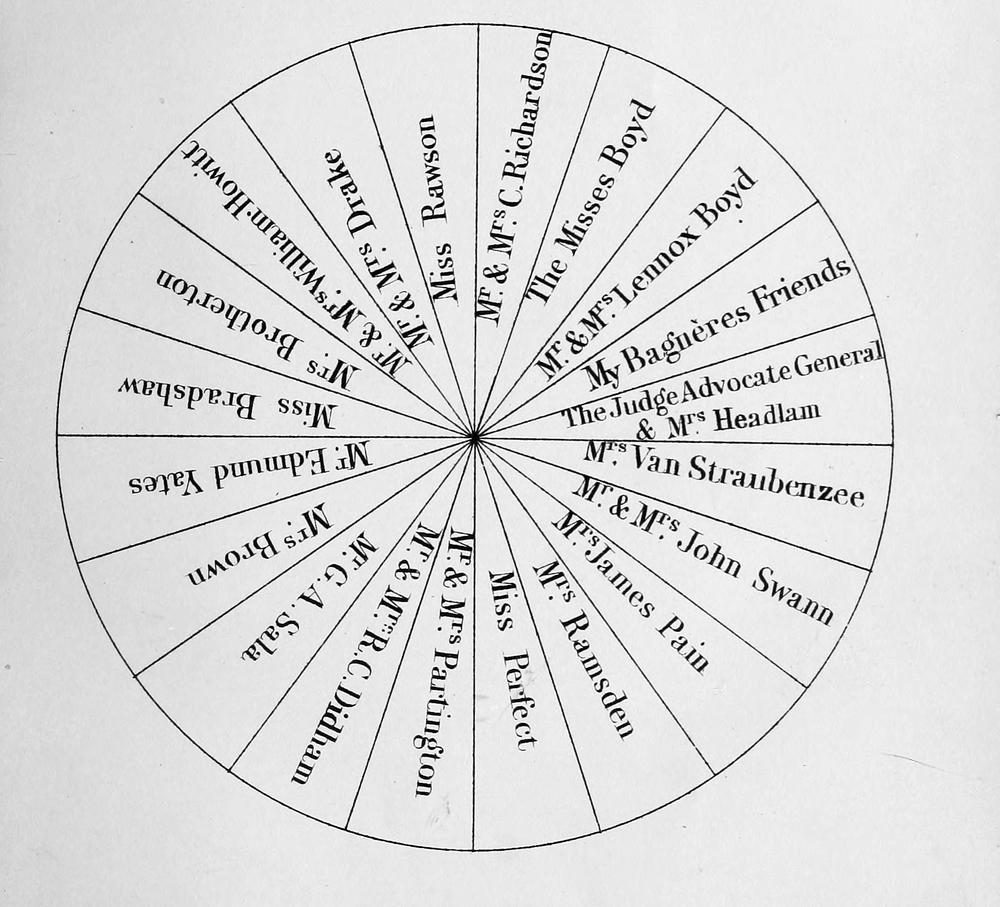 Mr. & Mrs C. Richardson
The Misses Boyd
Mr. & Mrs Lennox Boyd
My Bagnères Friends
The Judge Advocate General
& Mrs Headlam
Mrs Van Straubenzee
Mr. & Mrs John Swann
Mrs James Pain
Mrs Ramsden
Miss Perfect
Mr. & Mrs Partington
Mr. & Mrs R. C. Didham
Mr. G. A. Sala
Mrs Brown
Mr. Edmund Yates
Miss Bradshaw
Mrs Brotherton
Mr. & Mrs William Howitt
Mr. & Mrs Drake
Miss Rawson